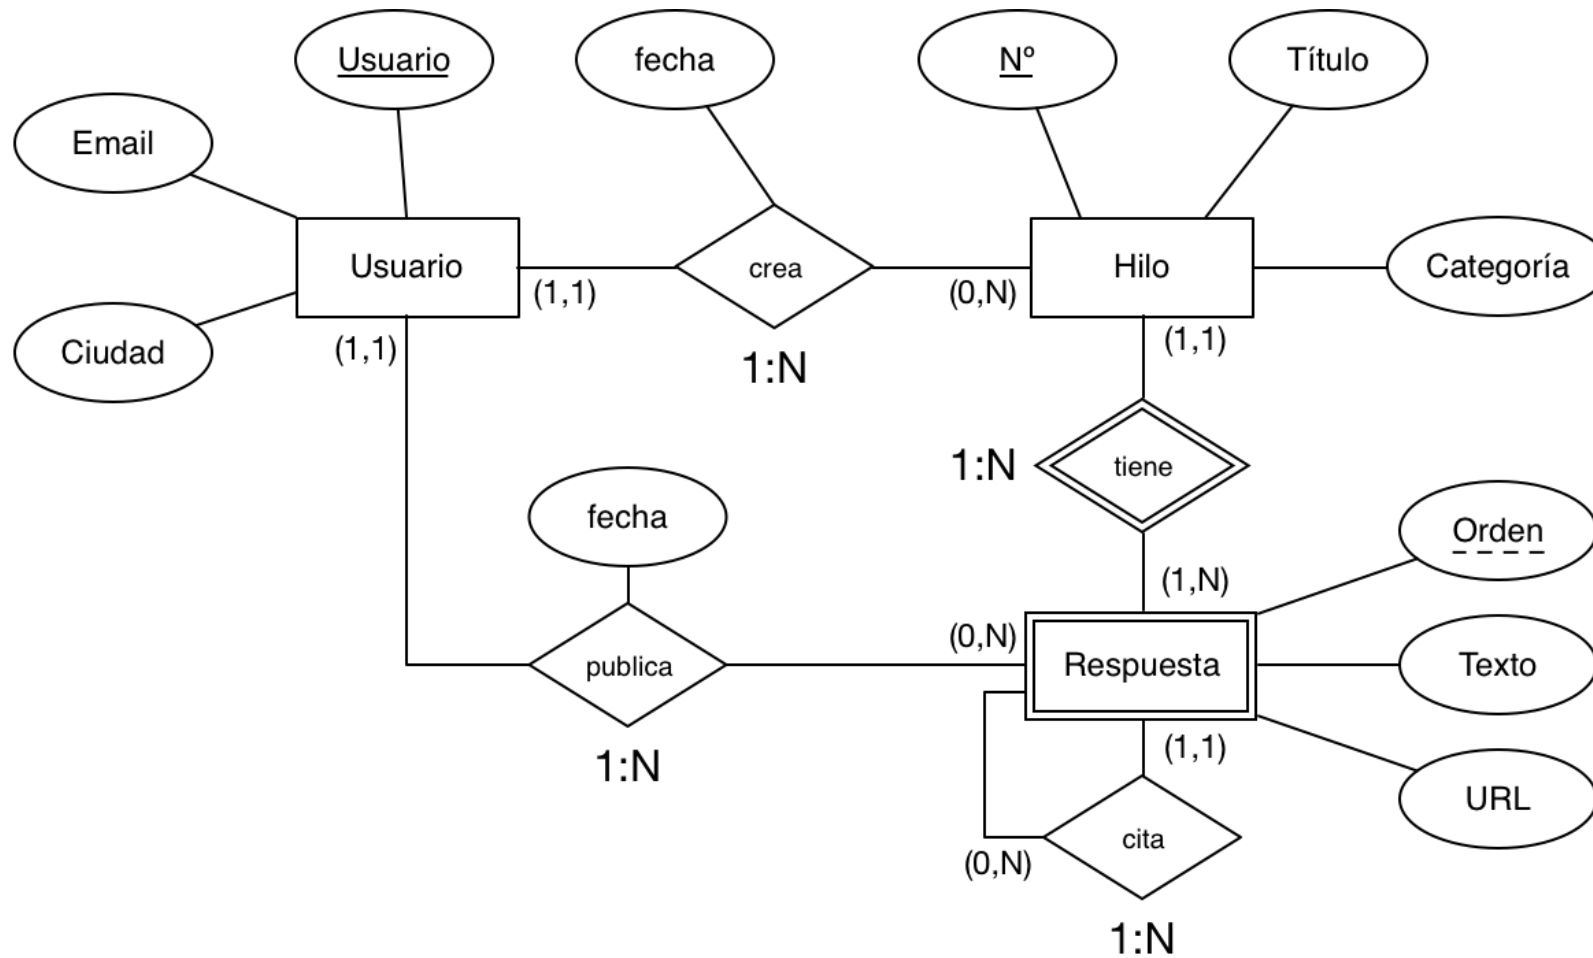 Usuario
fecha
Nº
Título
Email
Usuario
crea
Hilo
Categoría
(1,1)
(0,N)
Ciudad
(1,1)
(1,1)
1:N
1:N
tiene
fecha
Orden
(1,N)
(0,N)
publica
Respuesta
Texto
(1,1)
1:N
URL
cita
(0,N)
1:N